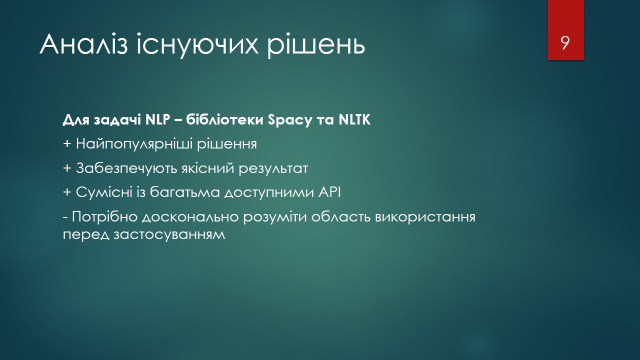 Аналіз існуючих рішень
9
Для задачі NLP – бібліотеки Spacy та NLTK
+ Найпопулярніші рішення
+ Забезпечують якісний результат
+ Сумісні із багатьма доступними API
- Потрібно досконально розуміти область використання
перед застосуванням